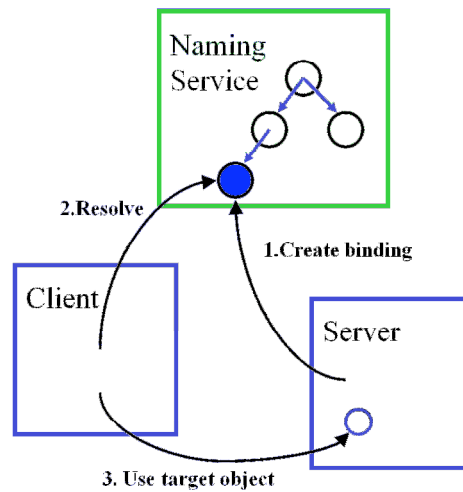 Naming
Service
2.Resolve
1.Create binding
Client
Server
3. Use target object